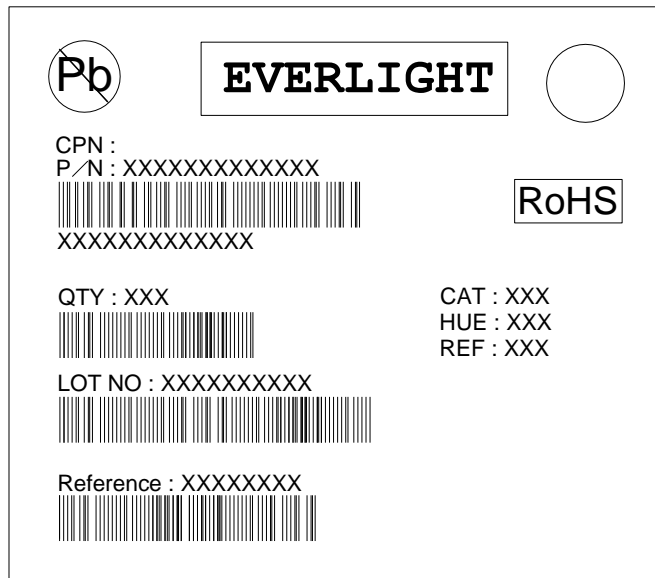 Pb
EVERLIGHT
CPN :
P/N : XXXXXXXXXXXXX
RoHS
XXXXXXXXXXXXX
QTY : XXX
CAT : XXX
HUE : XXX
REF : XXX
LOT NO : XXXXXXXXXX
Reference : XXXXXXXX